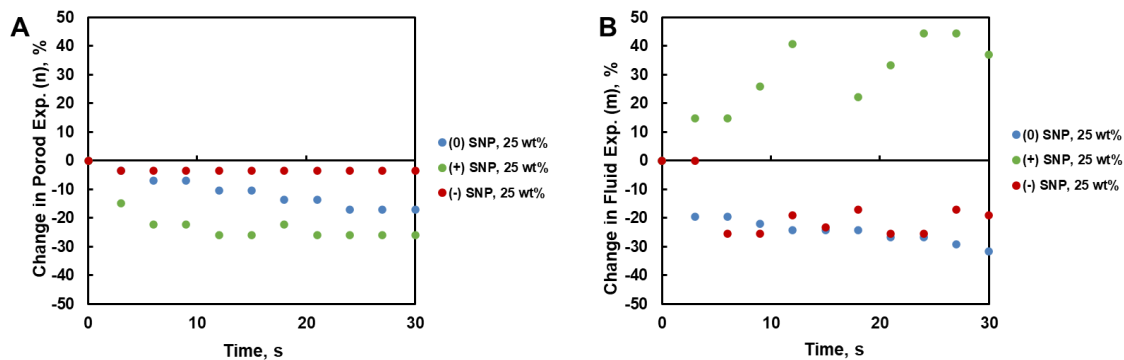 A
Change in Porod Exp. (n), %
50
40
30
20
10
0
-10
-20
-30
-40
-50
0
10
20
30
Time, s
(0) SNP, 25 wt%
(+) SNP, 25 wt%
(-) SNP, 25 wt%
B
Change in Fluid Exp. (m), %
50
40
30
20
10
0
-10
-20
-30
-40
-50
0
10
20
30
Time, s
(0) SNP, 25 wt%
(+) SNP, 25 wt%
(-) SNP, 25 wt%